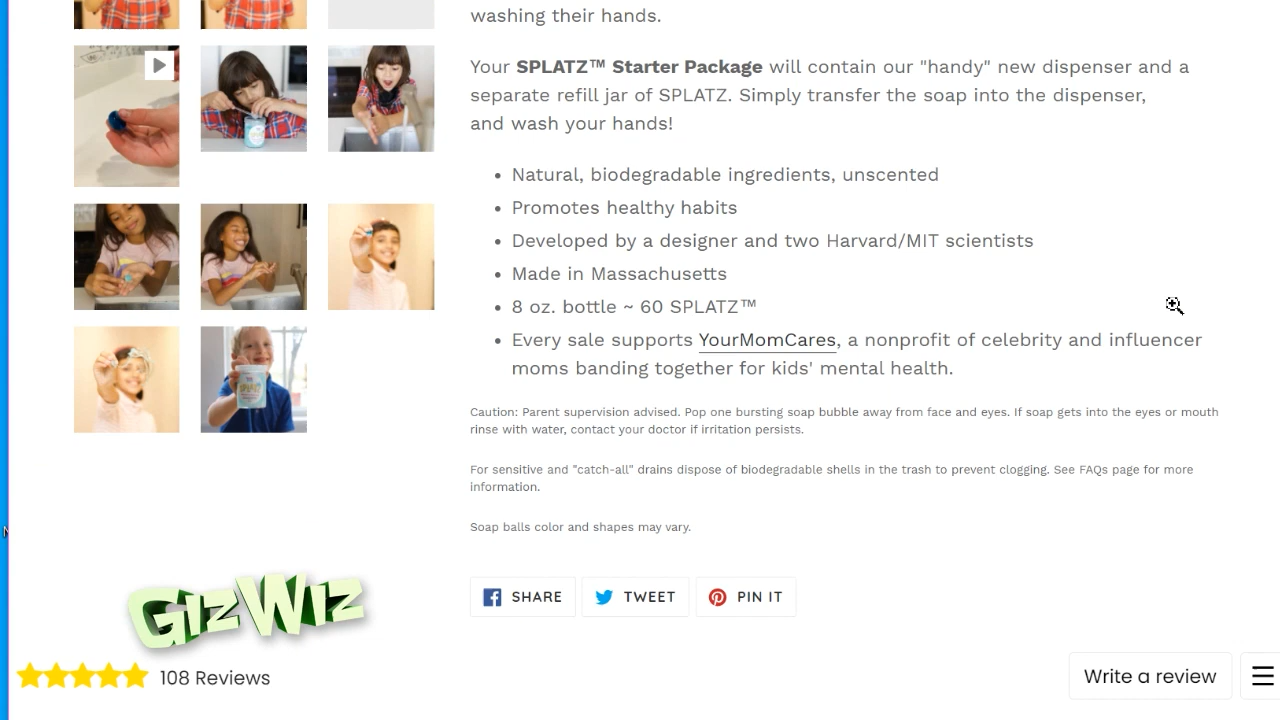 washing their hands.
Your SPLATZ™ Starter Package will contain our "handy" new dispenser and a
separate refill jar of SPLATZ. Simply transfer the soap into the dispenser,
and wash your hands!
• Natural, biodegradable ingredients, unscented
• Promotes healthy habits
• Developed by a designer and two Harvard/MIT scientists
• Made in Massachusetts
• 8 oz. bottle ~ 60 SPLATZ™
• Every sale supports YourMomCares, a nonprofit of celebrity and influencer
moms banding together for kids' mental health.
Caution: Parent supervision advised. Pop one bursting soap bubble away from face and eyes. If soap gets into the eyes or mouth
rinse with water, contact your doctor if irritation persists.
For sensitive and "catch-all" drains dispose of biodegradable shells in the trash to prevent clogging. See FAQs page for more
information.
Soap balls color and shapes may vary.
SHARE TWEET PIN IT
GIZWIZ
108 Reviews
Write a review